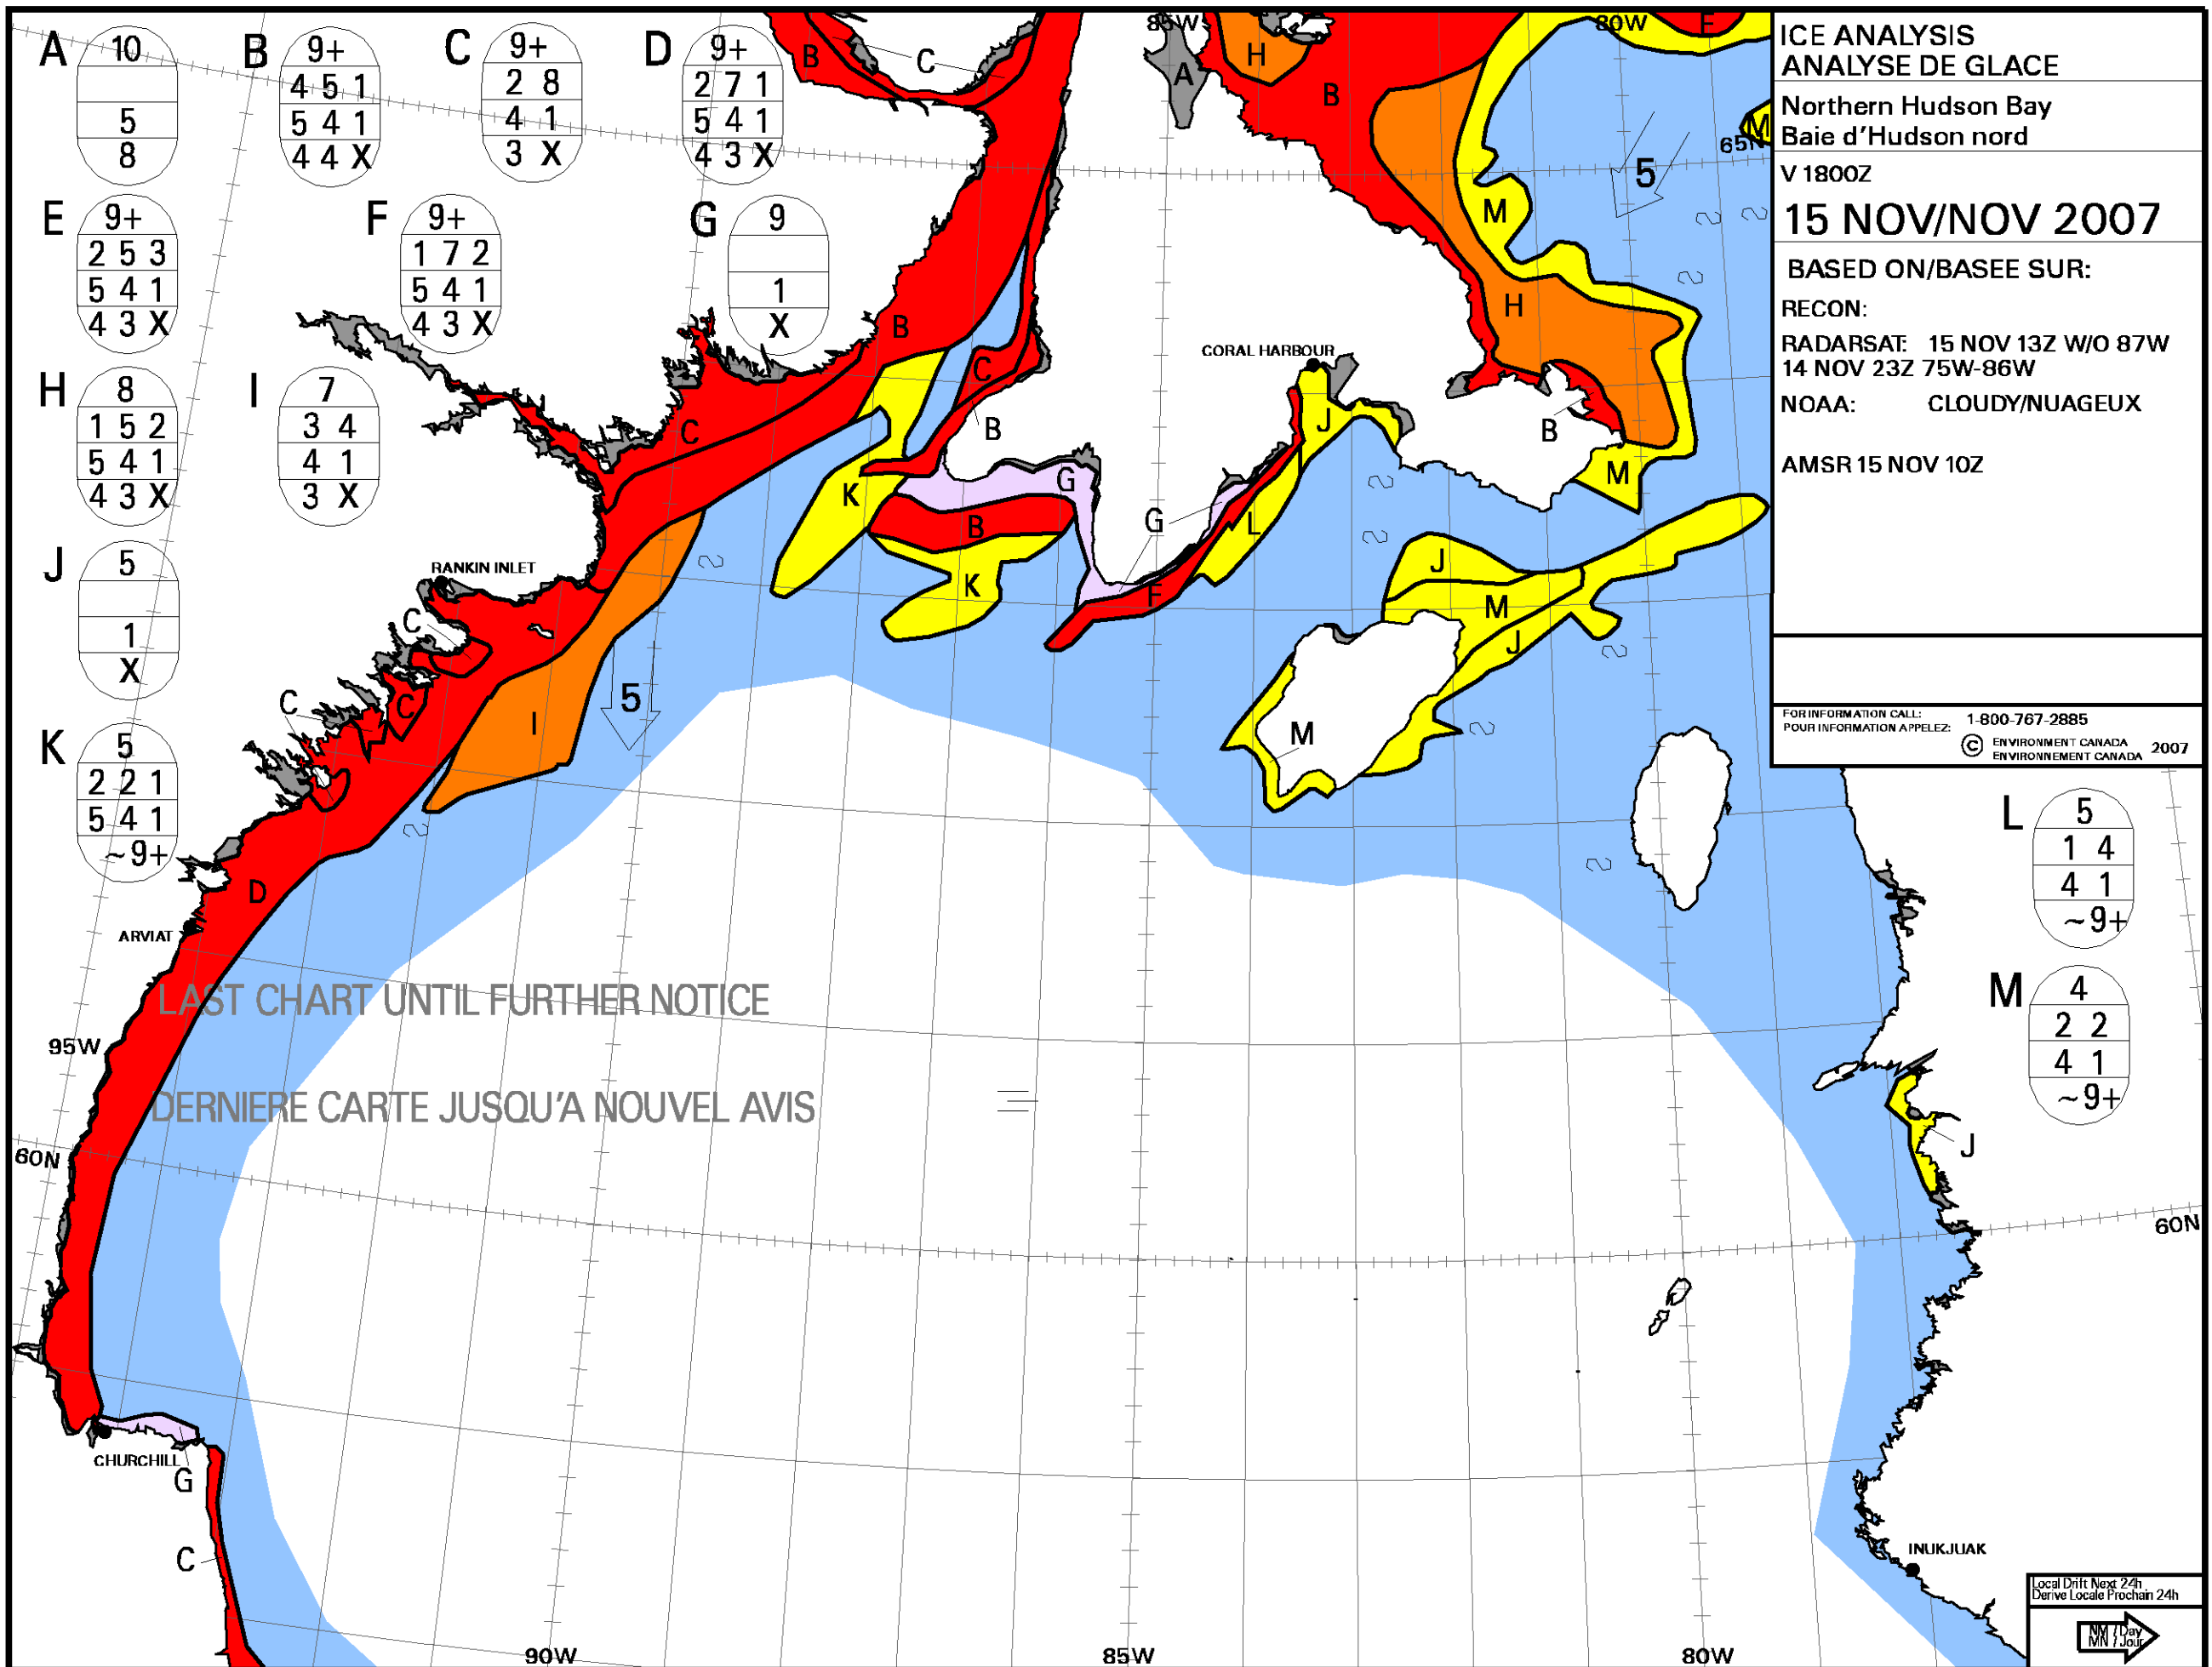 A
10
5
8
B
9+
4 5 1
5 4 1
4 4 X
C
9+
2 8
4 1
3 X
D
9+
2 7 1
5 4 1
4 3 X
E
9+
2 5 3
5 4 1
4 3 X
F
9+
1 7 2
5 4 1
4 3 X
G
9
1
X
H
8
1 5 2
5 4 1
4 3 X
I
7
3 4
4 1
3 X
J
5
1
X
K
5
2 2 1
5 4 1
~9+
L
5
1 4
4 1
~9+
M
4
2 2
4 1
~9+
ICE ANALYSIS
ANALYSE DE GLACE
Northern Hudson Bay
Baie d'Hudson nord
V 1800Z
15 NOV/NOV 2007
BASED ON/BASEE SUR:
RECON:
RADARSAT: 15 NOV 13Z W/O 87W
14 NOV 23Z 75W-86W
NOAA: CLOUDY/NUAGEUX
AMSR 15 NOV 10Z
FOR INFORMATION CALL: 1-800-767-2885
POUR INFORMATION APPELEZ:
© ENVIRONMENT CANADA 2007
ENVIRONNEMENT CANADA
85W
80W
F
B
C
H
A
B
M
65N
5
M
H
B
CORAL HARBOUR
C
B
B
C
J
M
K
G
B
G
L
I
K
F
J
M
J
RANKIN INLET
C
C
C
5
I
M
D
ARVIAT
LAST CHART UNTIL FURTHER NOTICE
95W
DERNIERE CARTE JUSQU'A NOUVEL AVIS
60N
J
60N
CHURCHILL
G
C
INUKJUAK
90W
85W
80W
Local Drift Next 24h
Derive Locale Prochain 24h
NM / Day
MN / Jour